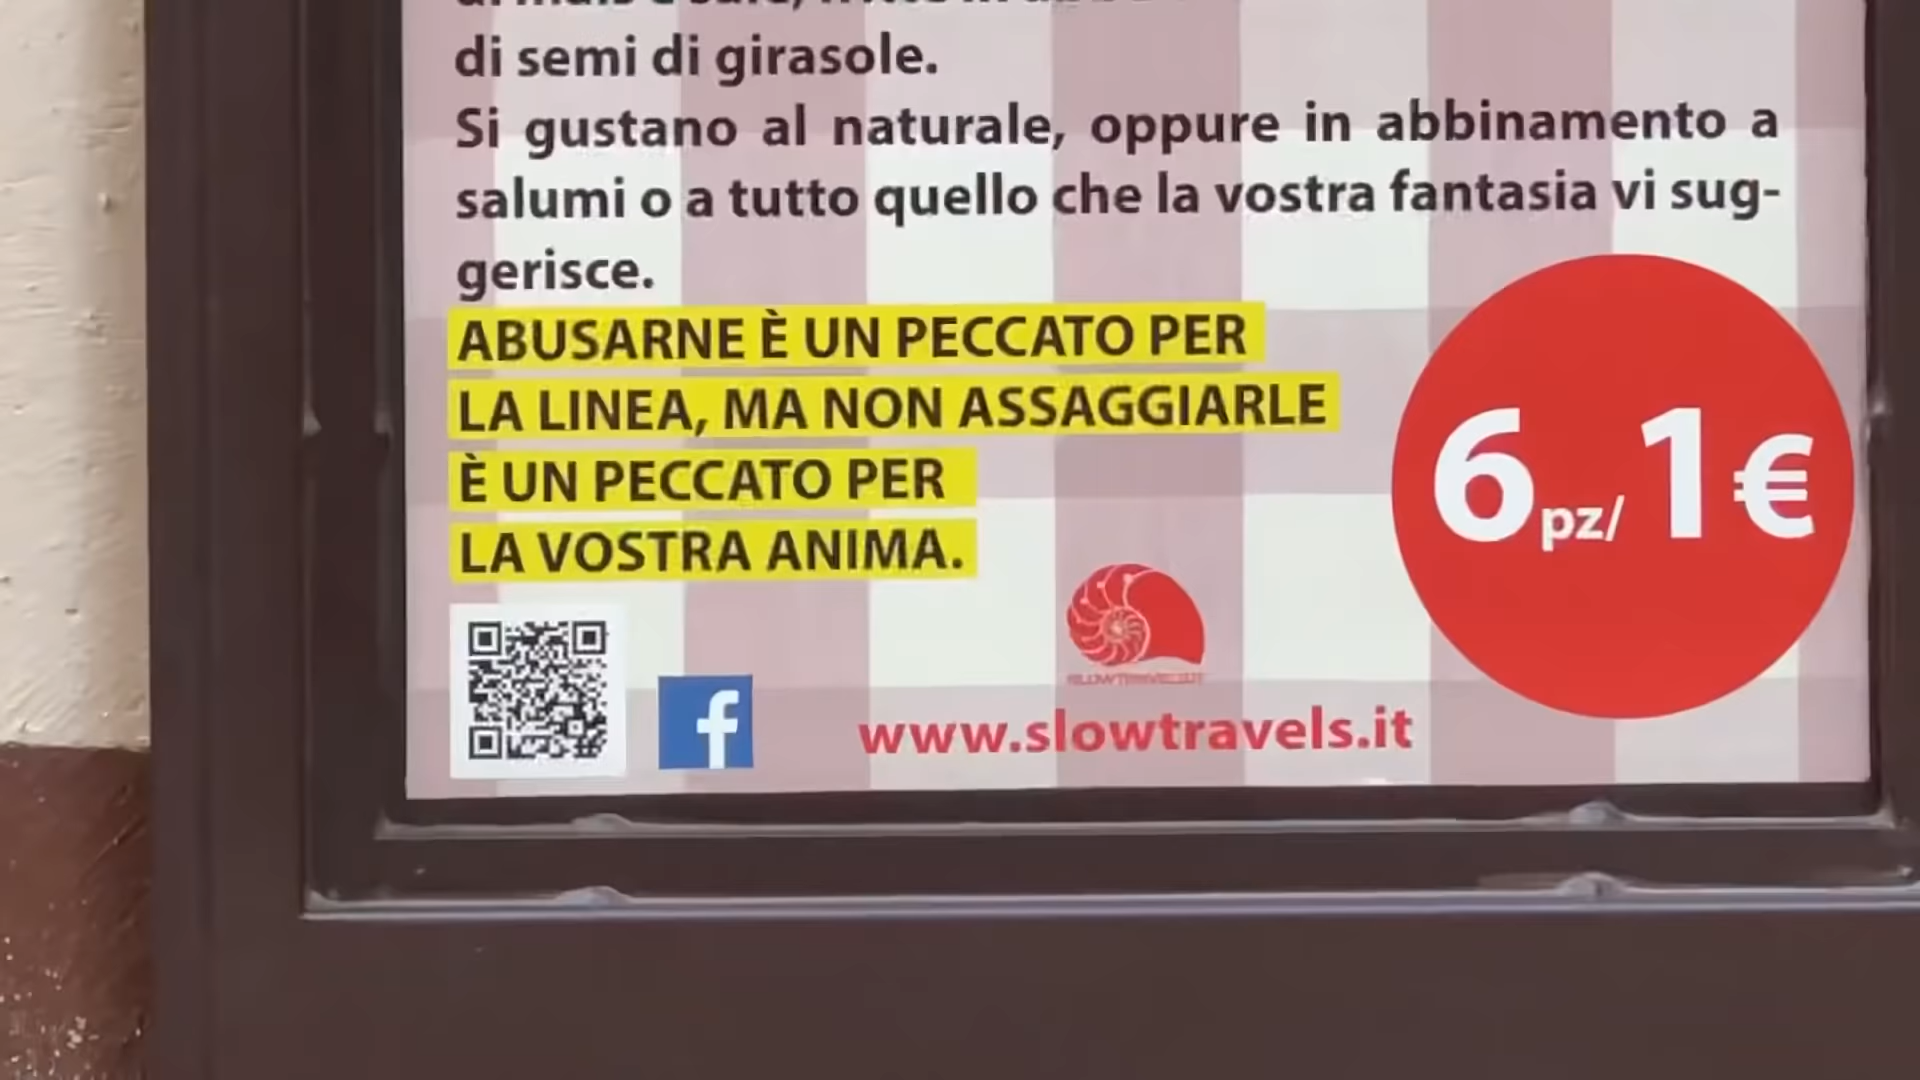 di semi di girasole.
Si gustano al naturale, oppure in abbinamento a
salumi o a tutto quello che la vostra fantasia vi sug-
gerisce.
ABUSARNE È UN PECCATO PER
LA LINEA, MA NON ASSAGGIARLE
È UN PECCATO PER
LA VOSTRA ANIMA.
6pz/1€
f
www.slowtravels.it